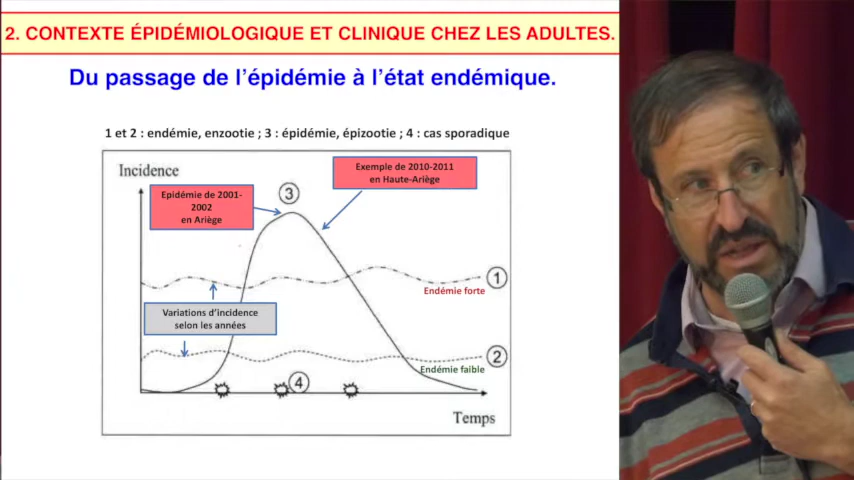 2. CONTEXTE ÉPIDÉMIOLOGIQUE ET CLINIQUE CHEZ LES ADULTES.
Du passage de l'épidémie à l'état endémique.
1 et 2 : endémie, enzootie ; 3 : épidémie, épizootie ; 4 : cas sporadique
Incidence
Epidémie de 2001-
2002
en Ariège
3
Exemple de 2010-2011
en Haute-Ariège
1
Endémie forte
Variations d'incidence
selon les années
2
Endémie faible
4
Temps